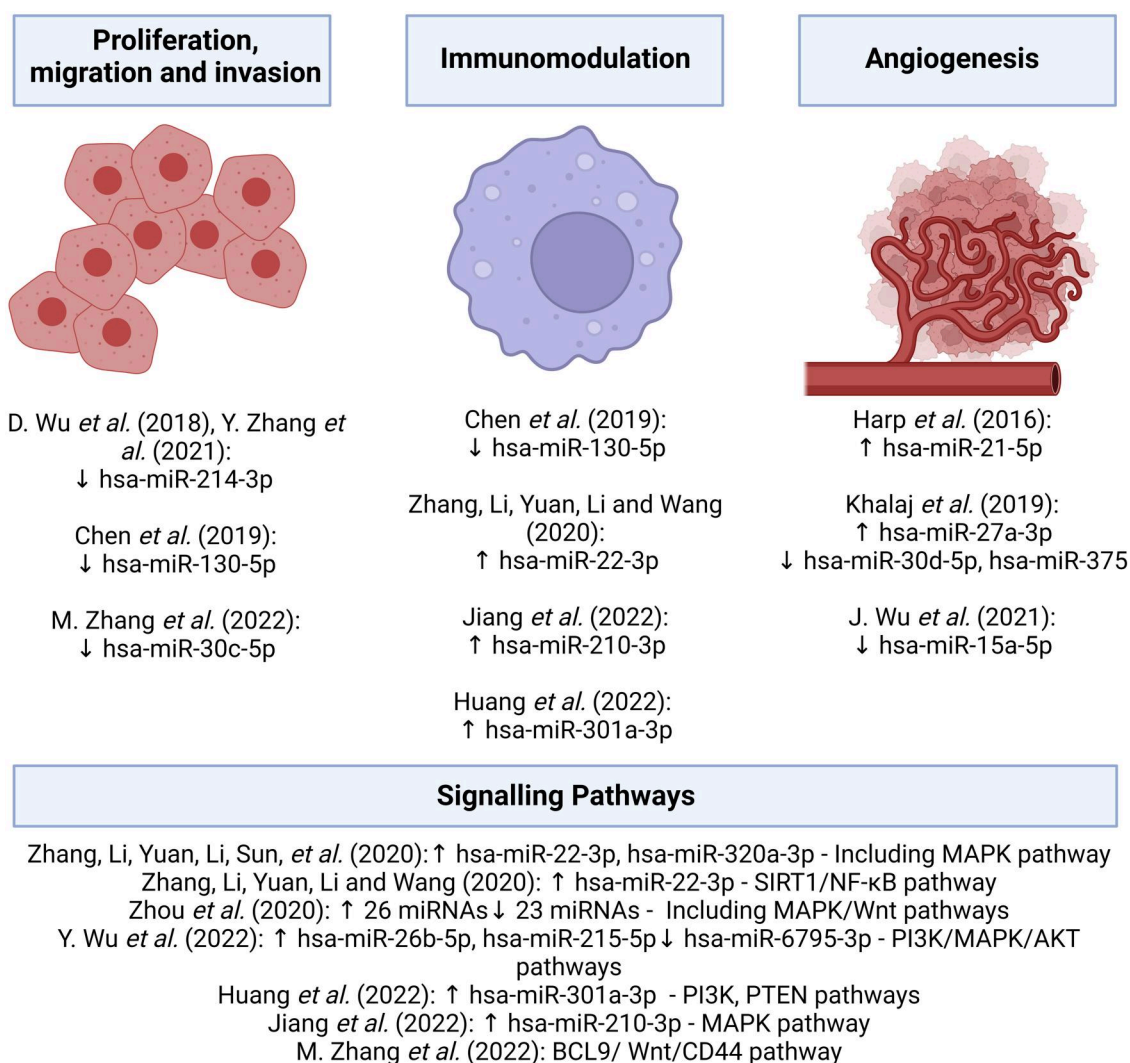 Proliferation,
migration and invasion
D. Wu et al. (2018), Y. Zhang et
al. (2021):
↓ hsa-miR-214-3p
Chen et al. (2019):
↓ hsa-miR-130-5p
M. Zhang et al. (2022):
↓ hsa-miR-30c-5p
Immunomodulation
Chen et al. (2019):
↓ hsa-miR-130-5p
Zhang, Li, Yuan, Li and Wang
(2020):
↑ hsa-miR-22-3p
Jiang et al. (2022):
↑ hsa-miR-210-3p
Huang et al. (2022):
↑ hsa-miR-301a-3p
Angiogenesis
Harp et al. (2016):
↑ hsa-miR-21-5p
Khalaj et al. (2019):
↑ hsa-miR-27a-3p
↓ hsa-miR-30d-5p, hsa-miR-375
J. Wu et al. (2021):
↓ hsa-miR-15a-5p
Signalling Pathways
Zhang, Li, Yuan, Li, Sun, et al. (2020):↑ hsa-miR-22-3p, hsa-miR-320a-3p - Including MAPK pathway
Zhang, Li, Yuan, Li and Wang (2020): ↑ hsa-miR-22-3p - SIRT1/NF-κB pathway
Zhou et al. (2020): ↑ 26 miRNAs↓ 23 miRNAs - Including MAPK/Wnt pathways
Y. Wu et al. (2022): ↑ hsa-miR-26b-5p, hsa-miR-215-5p↓ hsa-miR-6795-3p - PI3K/MAPK/AKT
pathways
Huang et al. (2022): ↑ hsa-miR-301a-3p - PI3K, PTEN pathways
Jiang et al. (2022): ↑ hsa-miR-210-3p - MAPK pathway
M. Zhang et al. (2022): BCL9/ Wnt/CD44 pathway